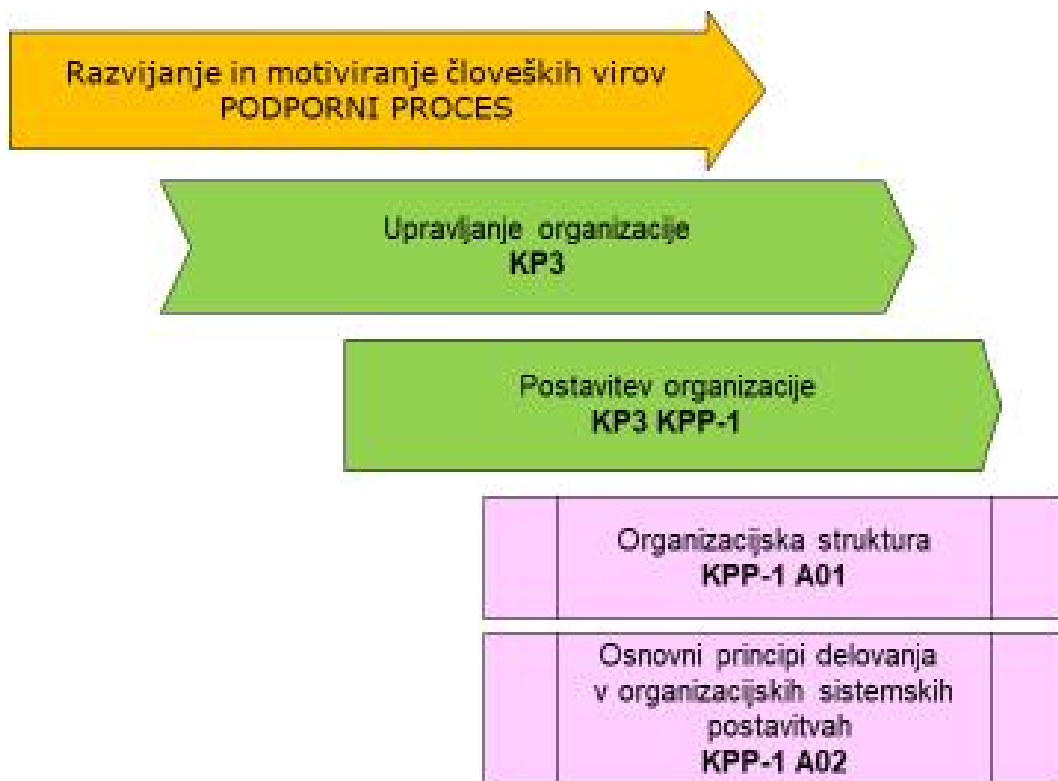 Razvijanje in motiviranje človeških virov
PODPORNI PROCES
Upravljanje organizacije
KP3
Postavitev organizacije
KP3 KPP-1
Organizacijska struktura
KPP-1 A01
Osnovni principi delovanja
v organizacijskih sistemskih
postavitvah
KPP-1 A02